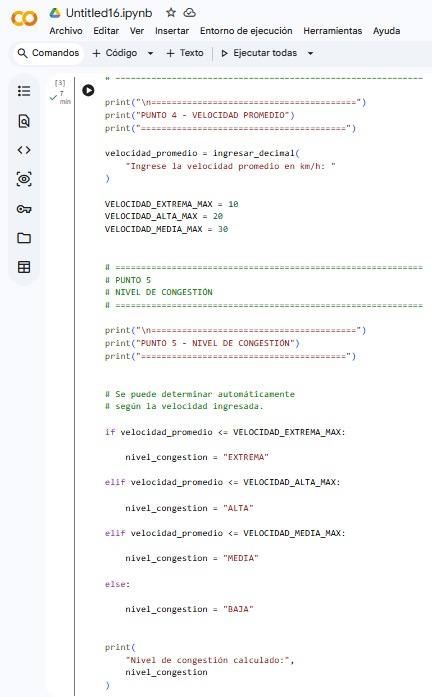 CO Untitled16.ipynb
Archivo Editar Ver Insertar Entorno de ejecución Herramientas Ayuda
Comandos + Código + Texto Ejecutar todas
[3]
7
min
# ----------------------------------------------------------------
print("\n========================================")
print("PUNTO 4 - VELOCIDAD PROMEDIO")
print("========================================")
velocidad_promedio = ingresar_decimal(
"Ingrese la velocidad promedio en km/h: "
)
VELOCIDAD_EXTREMA_MAX = 10
VELOCIDAD_ALTA_MAX = 20
VELOCIDAD_MEDIA_MAX = 30
# ============================================================
# PUNTO 5
# NIVEL DE CONGESTIÓN
# ============================================================
print("\n========================================")
print("PUNTO 5 - NIVEL DE CONGESTIÓN")
print("========================================")
# Se puede determinar automáticamente
# según la velocidad ingresada.
if velocidad_promedio <= VELOCIDAD_EXTREMA_MAX:
nivel_congestion = "EXTREMA"
elif velocidad_promedio <= VELOCIDAD_ALTA_MAX:
nivel_congestion = "ALTA"
elif velocidad_promedio <= VELOCIDAD_MEDIA_MAX:
nivel_congestion = "MEDIA"
else:
nivel_congestion = "BAJA"
print(
"Nivel de congestión calculado:",
nivel_congestion
)